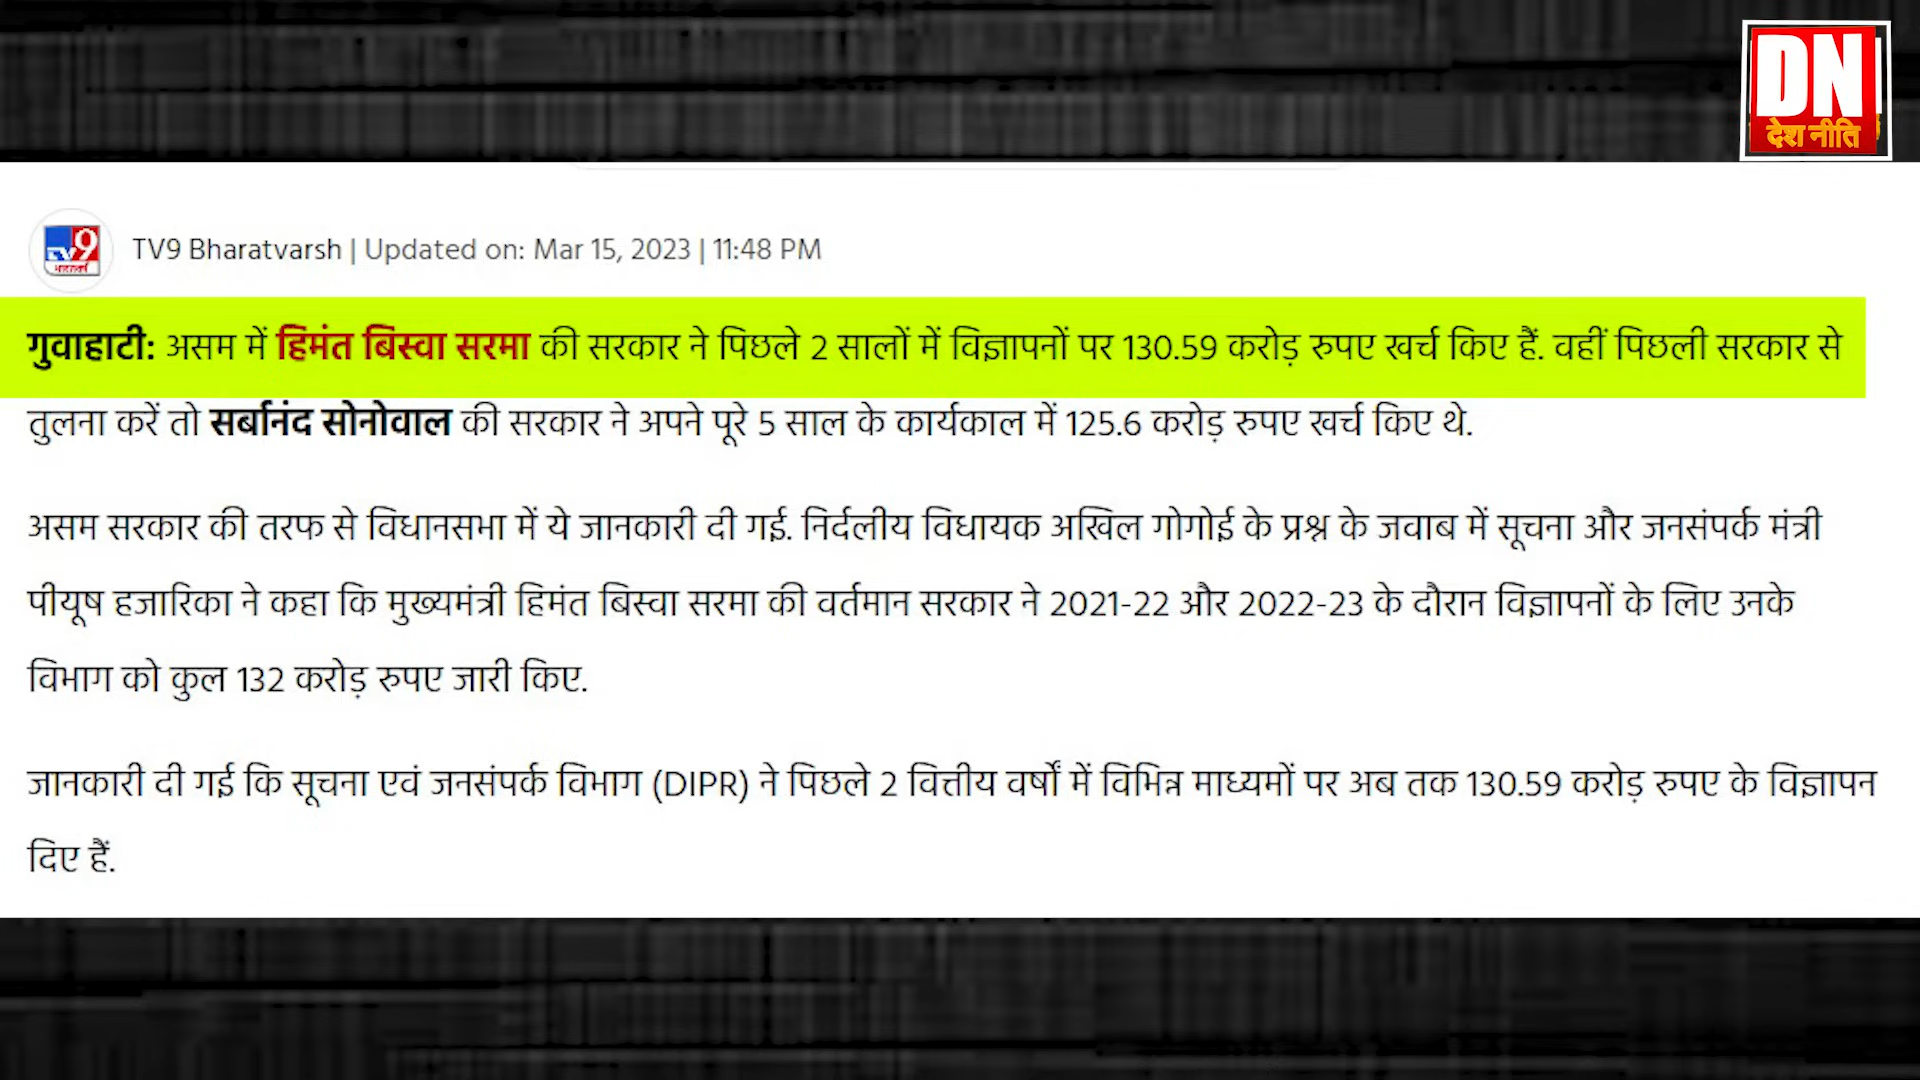 DN
देश नीति
TV9
भारतवर्ष
TV9 Bharatvarsh | Updated on: Mar 15, 2023 | 11:48 PM
गुवाहाटी: असम में हिमंत बिस्वा सरमा की सरकार ने पिछले 2 सालों में विज्ञापनों पर 130.59 करोड़ रुपए खर्च किए हैं. वहीं पिछली सरकार से
तुलना करें तो सर्बानंद सोनोवाल की सरकार ने अपने पूरे 5 साल के कार्यकाल में 125.6 करोड़ रुपए खर्च किए थे.
असम सरकार की तरफ से विधानसभा में ये जानकारी दी गई. निर्दलीय विधायक अखिल गोगोई के प्रश्न के जवाब में सूचना और जनसंपर्क मंत्री
पीयूष हजारिका ने कहा कि मुख्यमंत्री हिमंत बिस्वा सरमा की वर्तमान सरकार ने 2021-22 और 2022-23 के दौरान विज्ञापनों के लिए उनके
विभाग को कुल 132 करोड़ रुपए जारी किए.
जानकारी दी गई कि सूचना एवं जनसंपर्क विभाग (DIPR) ने पिछले 2 वित्तीय वर्षों में विभिन्न माध्यमों पर अब तक 130.59 करोड़ रुपए के विज्ञापन
दिए हैं.